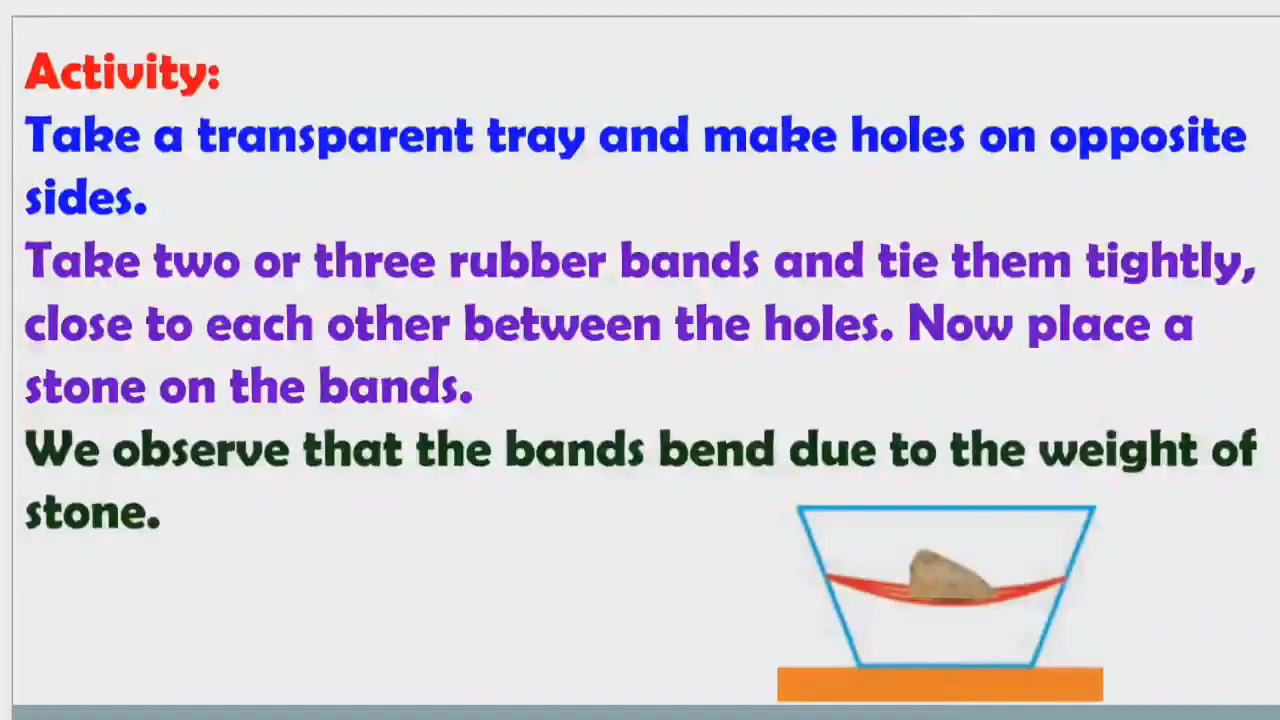 Activity:
Take a transparent tray and make holes on opposite
sides.
Take two or three rubber bands and tie them tightly,
close to each other between the holes. Now place a
stone on the bands.
We observe that the bands bend due to the weight of
stone.